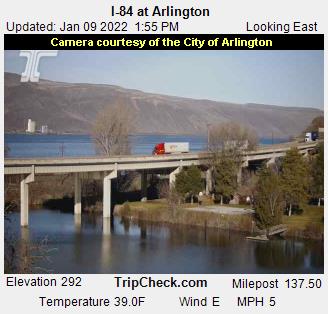 I-84 at Arlington
Updated: Jan 09 2022 1:55 PM Looking East
Camera courtesy of the City of Arlington
Elevation 292 TripCheck.com Milepost 137.50
Temperature 39.0F Wind E MPH 5